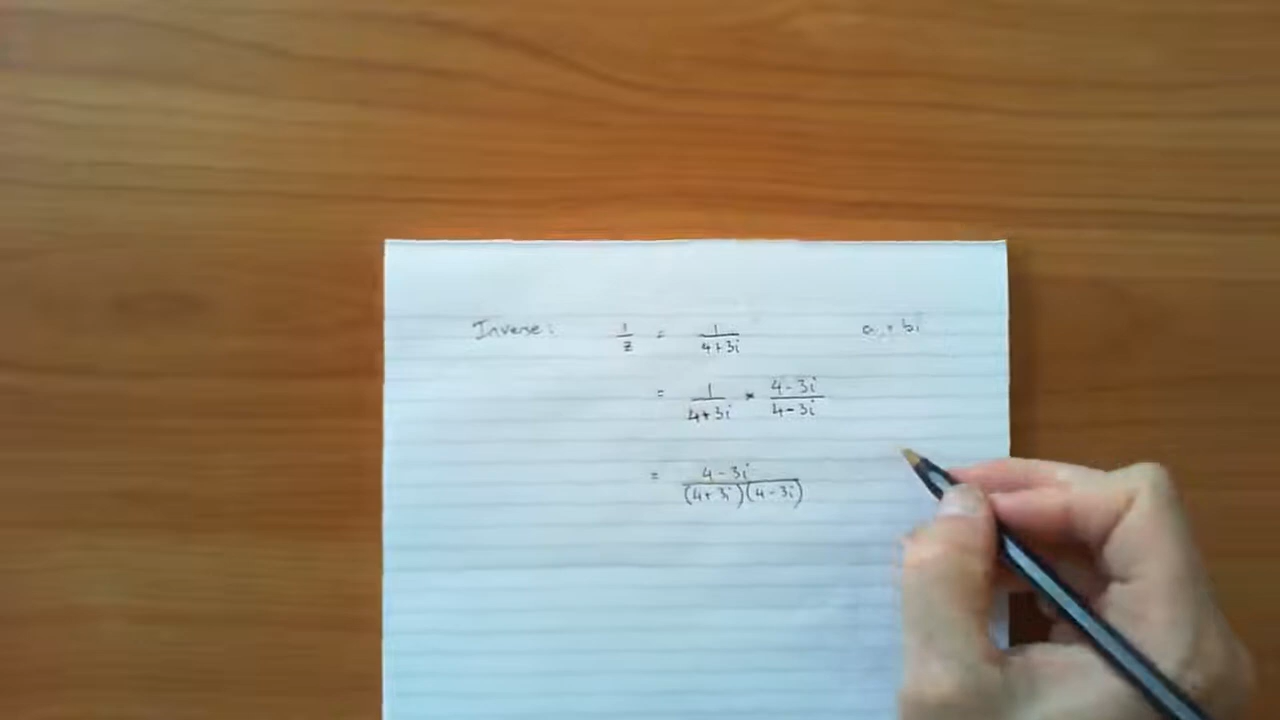 Inverse: 1/z = 1/(4+3i) a + bi
= 1/(4+3i) * (4-3i)/(4-3i)
= (4-3i)/((4+3i)(4-3i))